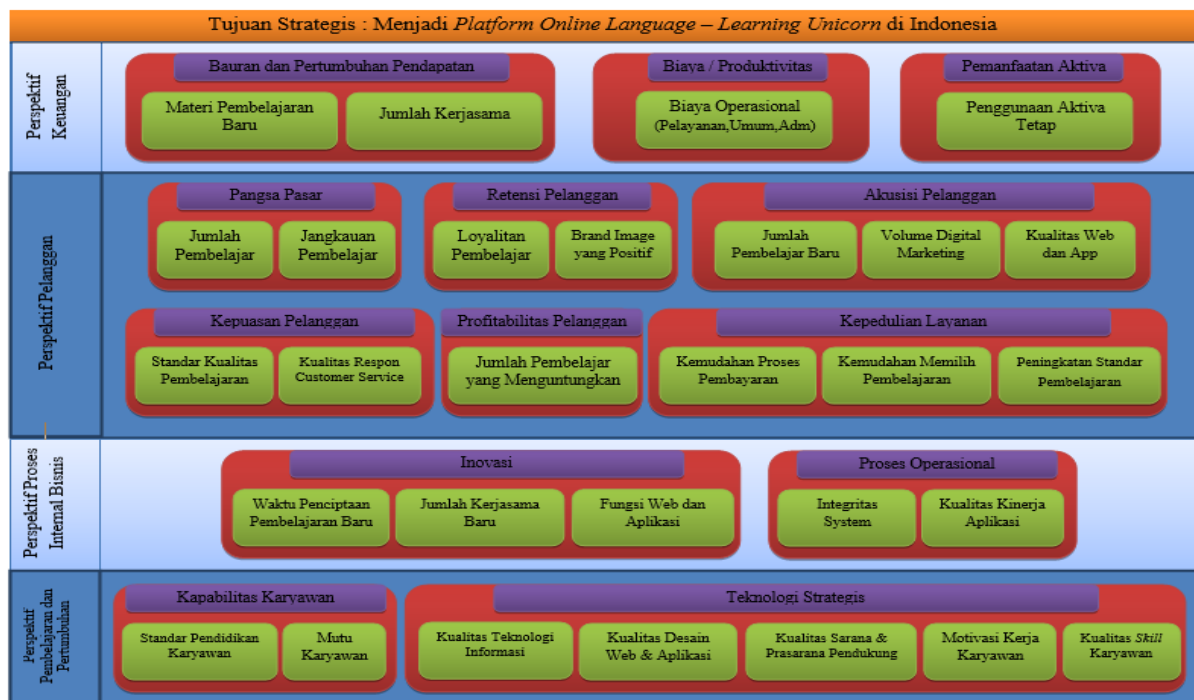 Tujuan Strategis : Menjadi Platform Online Language – Learning Unicorn di Indonesia
Perspektif
Keuangan
Bauran dan Pertumbuhan Pendapatan
Materi Pembelajaran
Baru
Jumlah Kerjasama
Biaya / Produktivitas
Biaya Operasional
(Pelayanan,Umum,Adm)
Pemanfaatan Aktiva
Penggunaan Aktiva
Tetap
Perspektif Pelanggan
Pangsa Pasar
Jumlah
Pembelajar
Jangkauan
Pembelajar
Retensi Pelanggan
Loyalitan
Pembelajar
Brand Image
yang Positif
Akusisi Pelanggan
Jumlah
Pembelajar Baru
Volume Digital
Marketing
Kualitas Web
dan App
Kepuasan Pelanggan
Standar Kualitas
Pembelajaran
Kualitas Respon
Customer Service
Profitabilitas Pelanggan
Jumlah Pembelajar
yang Menguntungkan
Kepedulian Layanan
Kemudahan Proses
Pembayaran
Kemudahan Memilih
Pembelajaran
Peningkatan Standar
Pembelajaran
Perspektif Proses
Internal Bisnis
Inovasi
Waktu Penciptaan
Pembelajaran Baru
Jumlah Kerjasama
Baru
Fungsi Web dan
Aplikasi
Proses Operasional
Integritas
System
Kualitas Kinerja
Aplikasi
Perspektif
Pembelajaran dan
Pertumbuhan
Kapabilitas Karyawan
Standar Pendidikan
Karyawan
Mutu
Karyawan
Teknologi Strategis
Kualitas Teknologi
Informasi
Kualitas Desain
Web & Aplikasi
Kualitas Sarana &
Prasarana Pendukung
Motivasi Kerja
Karyawan
Kualitas Skill
Karyawan